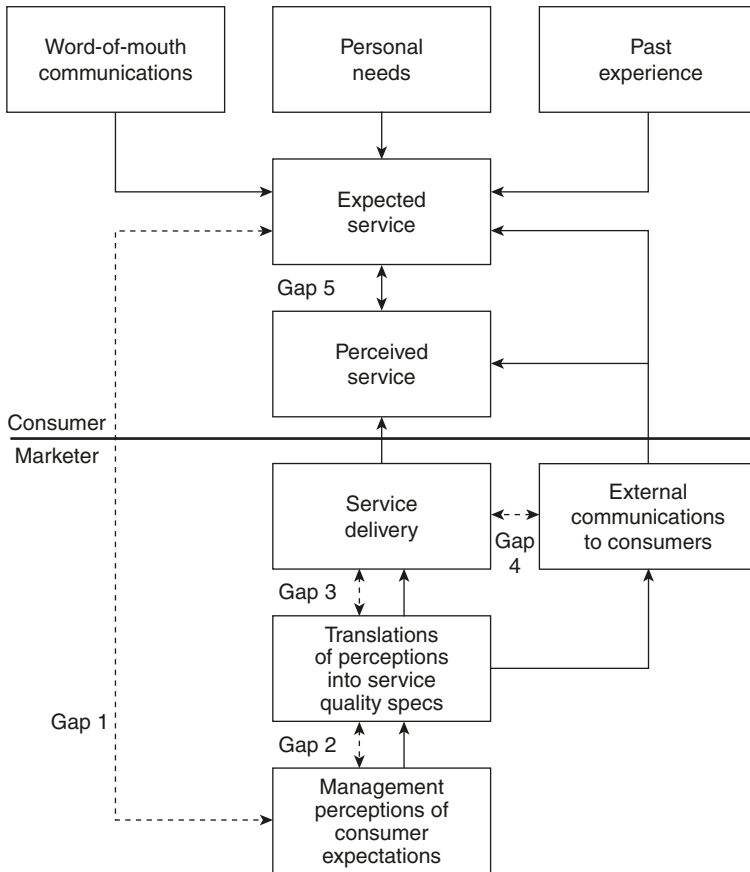 Word-of-mouth
communications
Personal
needs
Past
experience
Expected
service
Gap 5
Perceived
service
Consumer
Marketer
Service
delivery
Gap
4
External
communications
to consumers
Gap 3
Translations
of perceptions
into service
quality specs
Gap 1
Gap 2
Management
perceptions of
consumer
expectations